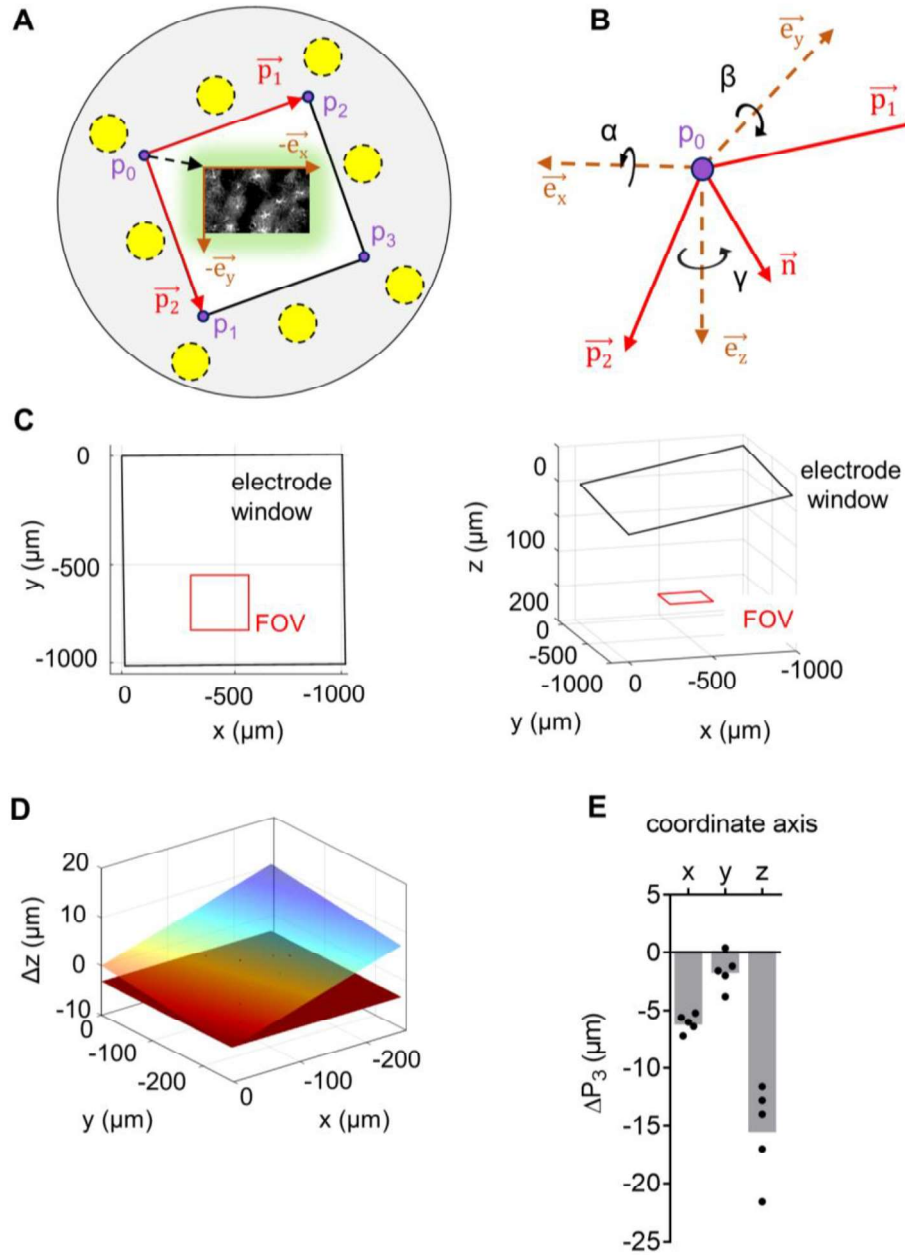 A
p₁
p₂
p₀
-eₓ
p₃
-e_y
p₂
p₁
B
e_y
β
p₁
α
p₀
eₓ
γ
n
p₂
e_z
C
0
electrode
window
y (µm)
-500
FOV
-1000
0
-500
-1000
x (µm)
0
electrode
window
z (µm)
100
200
FOV
0
-500
-1000
0
-500
-1000
y (µm)
x (µm)
D
20
10
0
-10
Δz (µm)
0
-100
-200
0
-100
-200
y (µm)
x (µm)
E
coordinate axis
x y z
5
0
-5
-10
-15
-20
-25
ΔP₃ (µm)